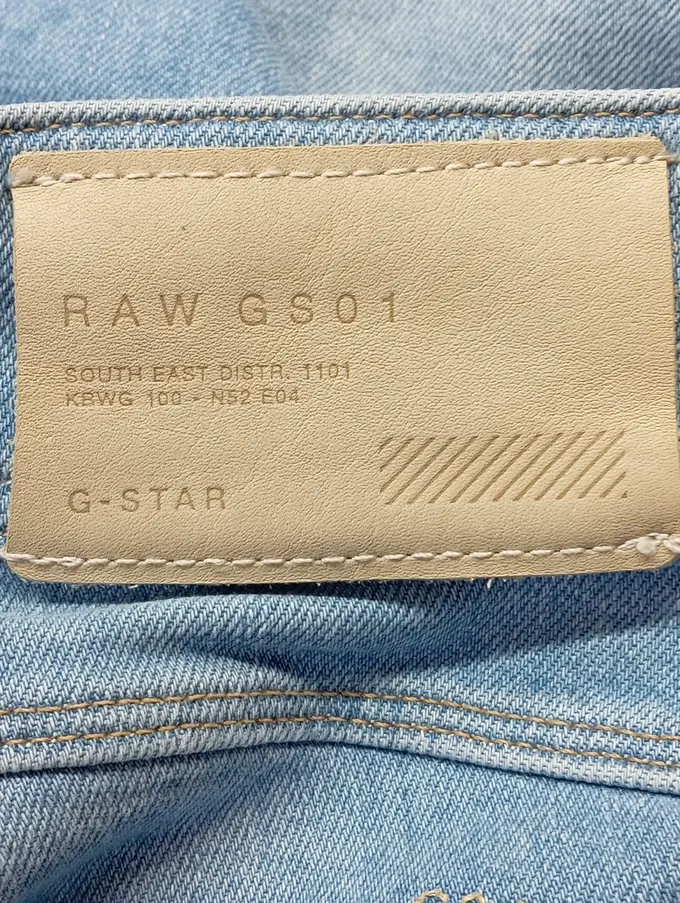 RAW GS01
SOUTH EAST DISTR. 1101
KBWG 100 - N52 E04
G-STAR